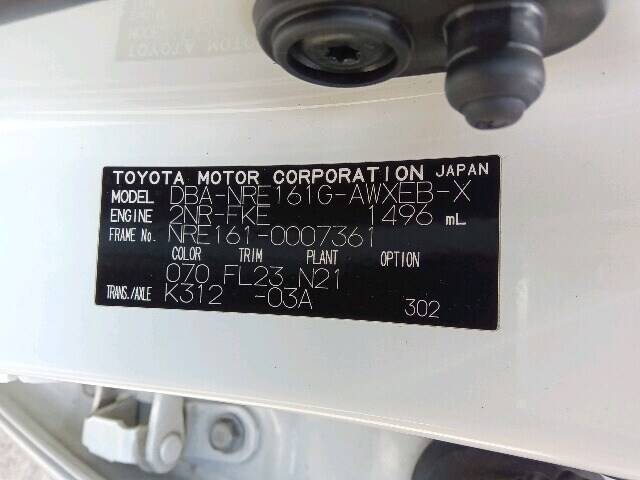 TOYOTA MOTOR CORPORATION JAPAN
MODEL DBA-NRE161G-AWXEB-X
ENGINE 2NR-FKE 1496 mL
FRAME No. NRE161-0007361
COLOR TRIM PLANT OPTION
070 FL23 N21
TRANS./AXLE K312 -03A
302